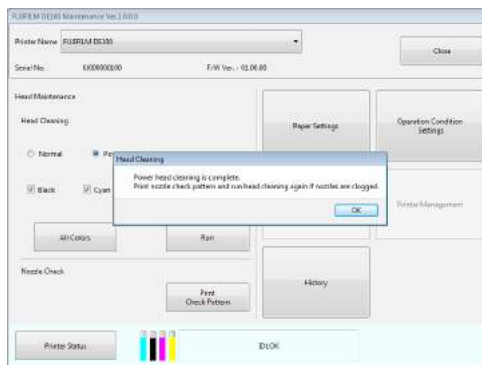 FUJIFILM DE100 Maintenance Ver.1.0.0.0
Printer Name FUJIFILM DE100
Close
Serial No.
F/W Ver. : 01.06.00
Head Maintenance
Head Cleaning
Paper Settings
Operation Condition
Settings
Normal
Head Cleaning
Power head cleaning is complete.
Print nozzle check pattern and run head cleaning again if nozzles are clogged.
OK
Black Cyan
Printer Management
All Colors
Run
Nozzle Check
Print
Check Pattern
History
Printer Status